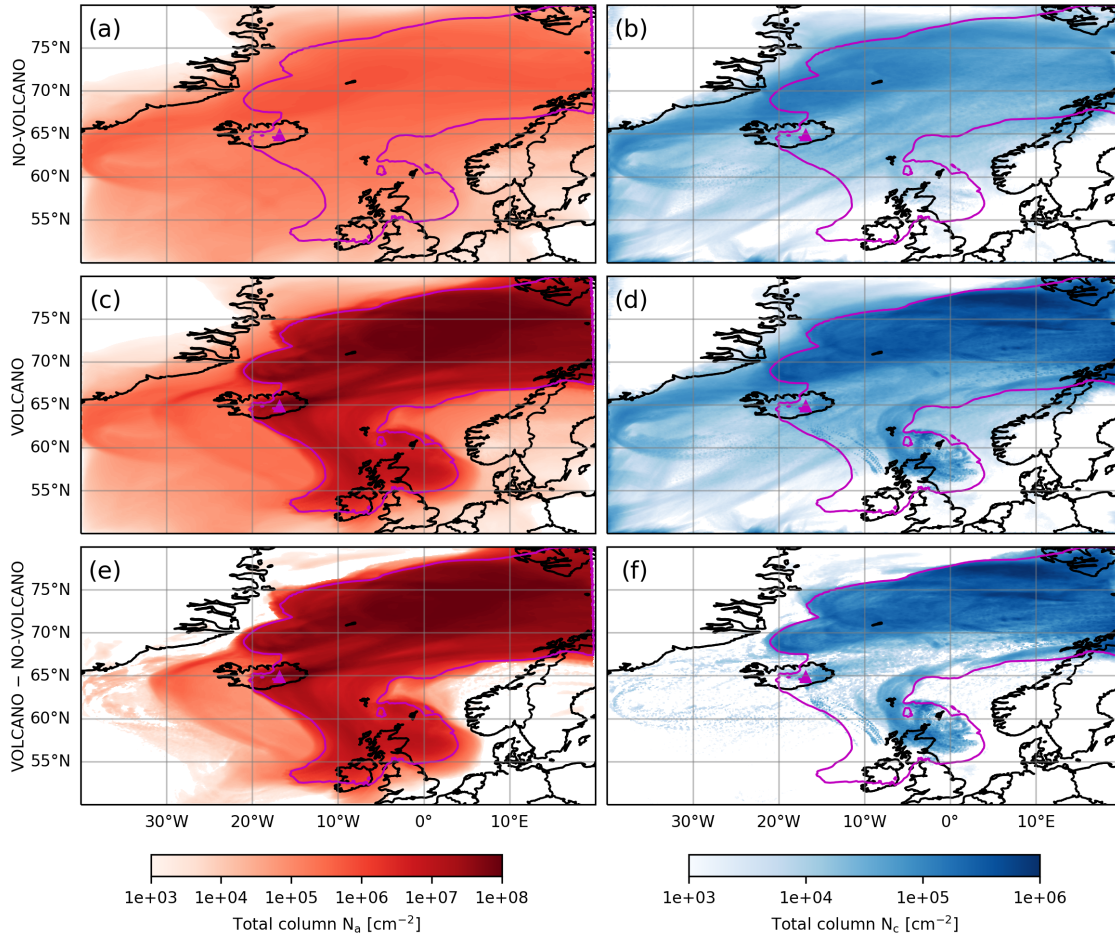 (a)
(b)
75°N
70°N
65°N
60°N
55°N
NO-VOLCANO
(c)
(d)
75°N
70°N
65°N
60°N
55°N
VOLCANO
(e)
(f)
75°N
70°N
65°N
60°N
55°N
VOLCANO − NO-VOLCANO
30°W 20°W 10°W 0° 10°E
30°W 20°W 10°W 0° 10°E
1e+03 1e+04 1e+05 1e+06 1e+07 1e+08
Total column Na [cm−2]
1e+03 1e+04 1e+05 1e+06
Total column Nc [cm−2]